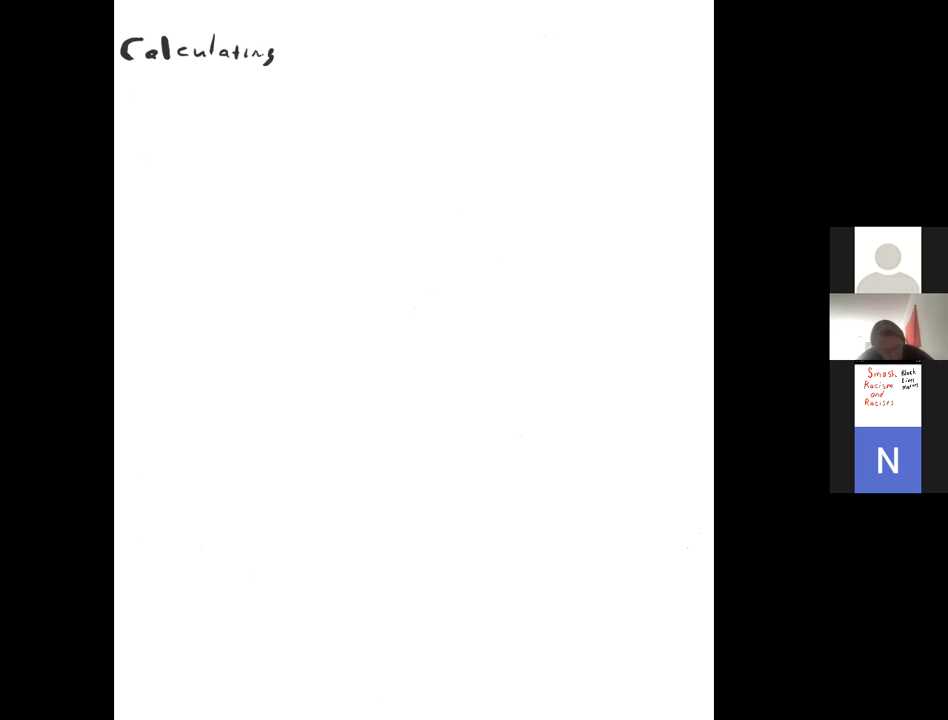 Calculating
Smash
Racism
and
Racists
Black
Lives
Matter
N